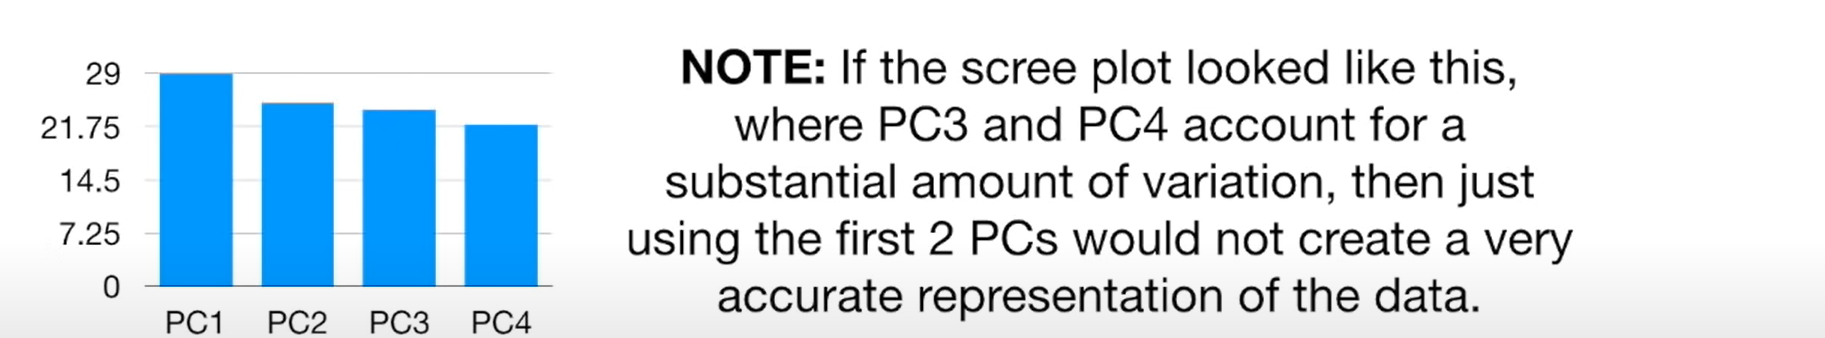 29
21.75
14.5
7.25
0
PC1 PC2 PC3 PC4
NOTE: If the scree plot looked like this,
where PC3 and PC4 account for a
substantial amount of variation, then just
using the first 2 PCs would not create a very
accurate representation of the data.